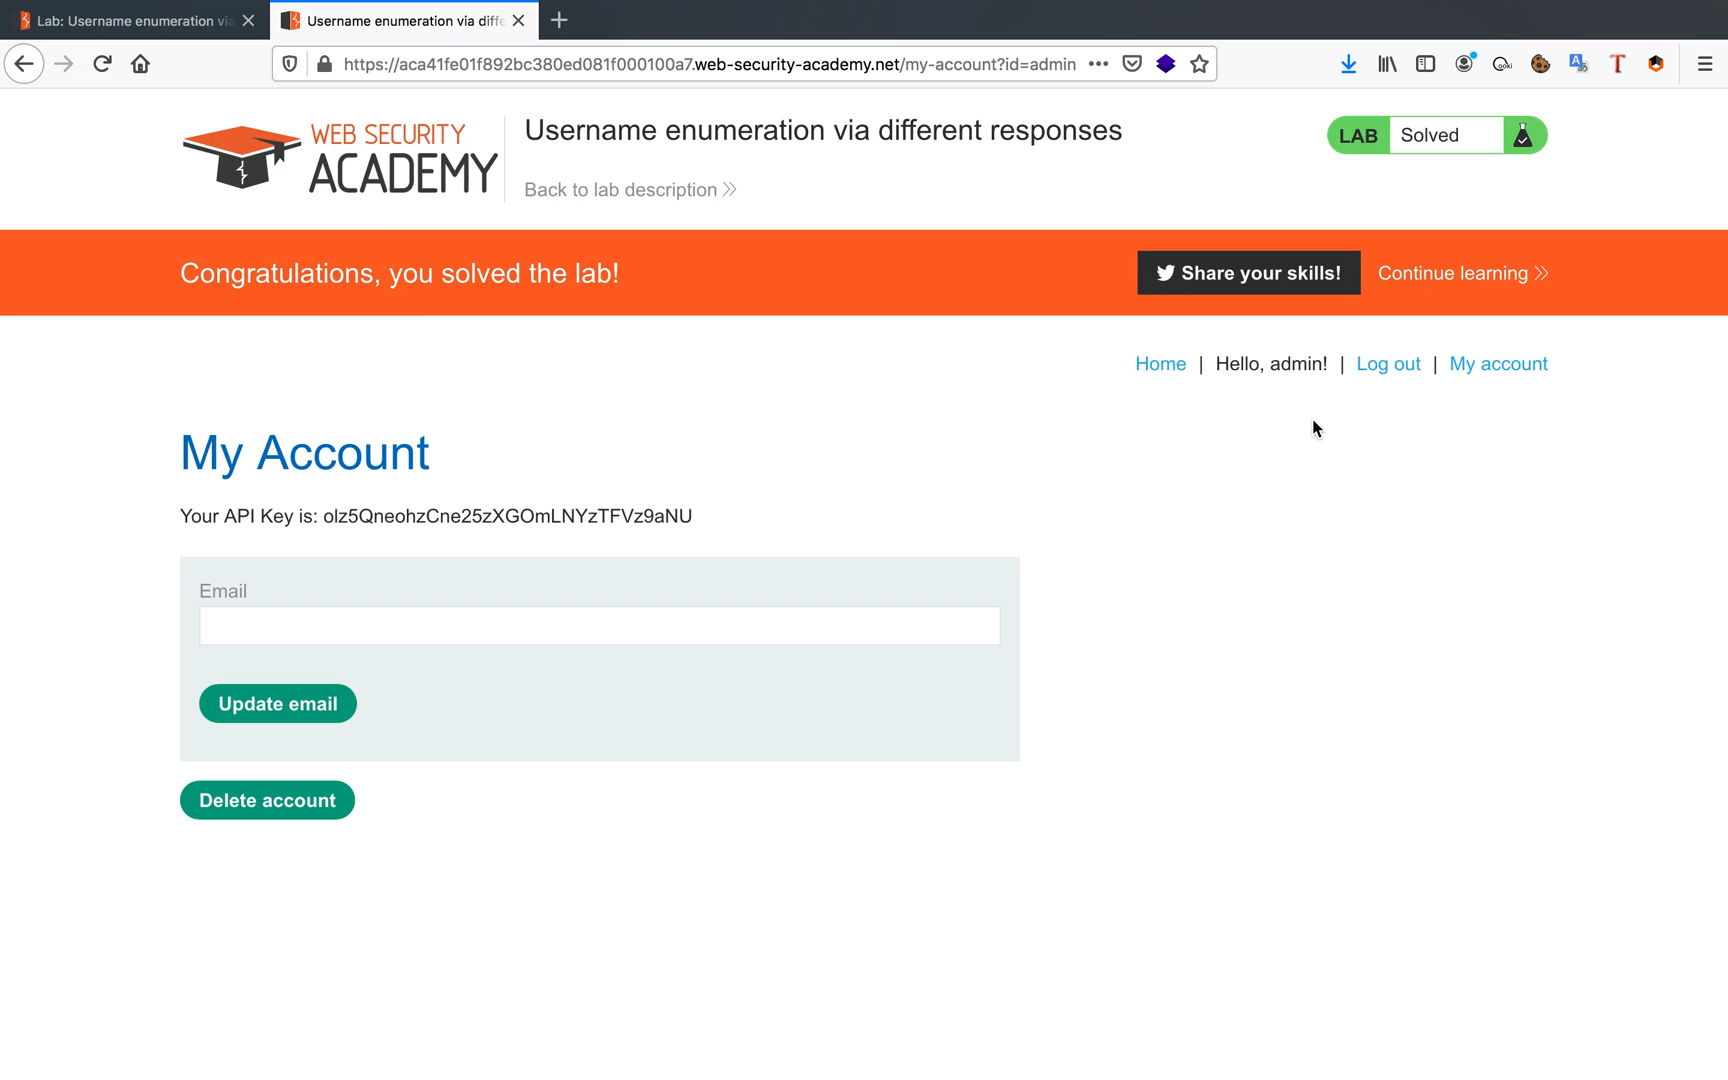 Lab: Username enumeration via
Username enumeration via diffe
https://aca41fe01f892bc380ed081f000100a7.web-security-academy.net/my-account?id=admin
WEB SECURITY
ACADEMY
Username enumeration via different responses
Back to lab description
LAB Solved
Congratulations, you solved the lab!
Share your skills!
Continue learning
Home | Hello, admin! | Log out | My account
My Account
Your API Key is: olz5QneohzCne25zXGOmLNYzTFVz9aNU
Email
Update email
Delete account